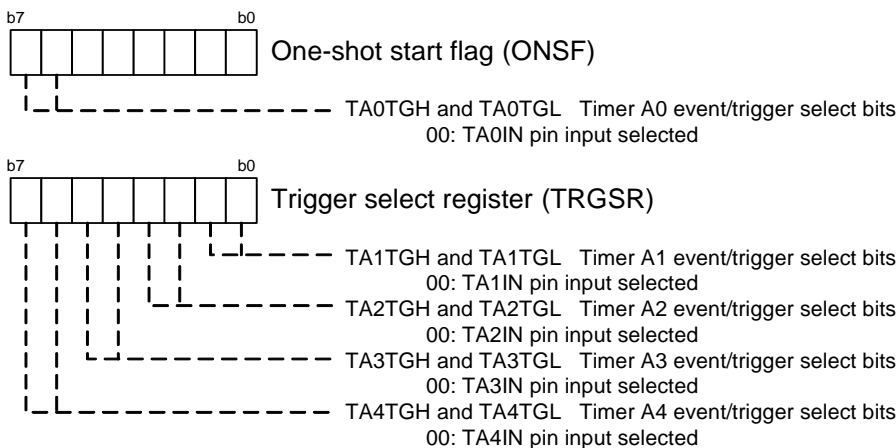 b7 b0
One-shot start flag (ONSF)
TA0TGH and TA0TGL Timer A0 event/trigger select bits
00: TA0IN pin input selected
b7 b0
Trigger select register (TRGSR)
TA1TGH and TA1TGL Timer A1 event/trigger select bits
00: TA1IN pin input selected
TA2TGH and TA2TGL Timer A2 event/trigger select bits
00: TA2IN pin input selected
TA3TGH and TA3TGL Timer A3 event/trigger select bits
00: TA3IN pin input selected
TA4TGH and TA4TGL Timer A4 event/trigger select bits
00: TA4IN pin input selected